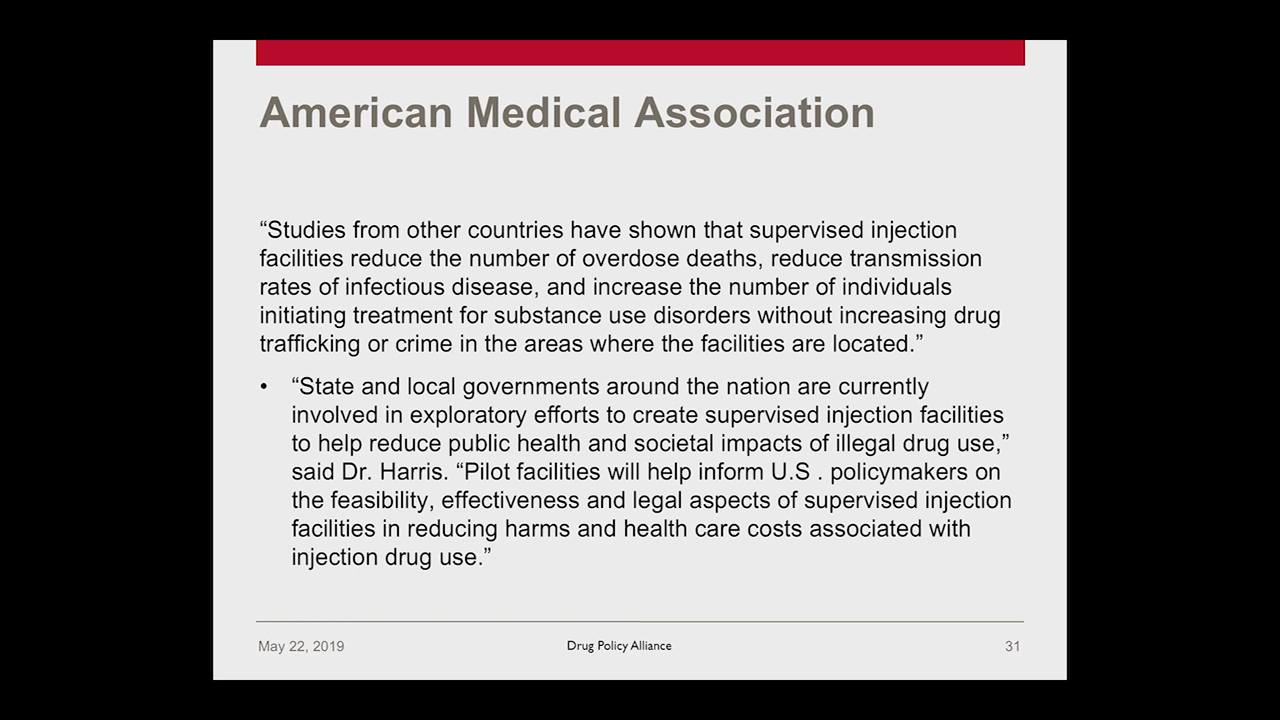 American Medical Association
“Studies from other countries have shown that supervised injection
facilities reduce the number of overdose deaths, reduce transmission
rates of infectious disease, and increase the number of individuals
initiating treatment for substance use disorders without increasing drug
trafficking or crime in the areas where the facilities are located.”
• “State and local governments around the nation are currently
involved in exploratory efforts to create supervised injection facilities
to help reduce public health and societal impacts of illegal drug use,”
said Dr. Harris. “Pilot facilities will help inform U.S . policymakers on
the feasibility, effectiveness and legal aspects of supervised injection
facilities in reducing harms and health care costs associated with
injection drug use.”
May 22, 2019 Drug Policy Alliance 31